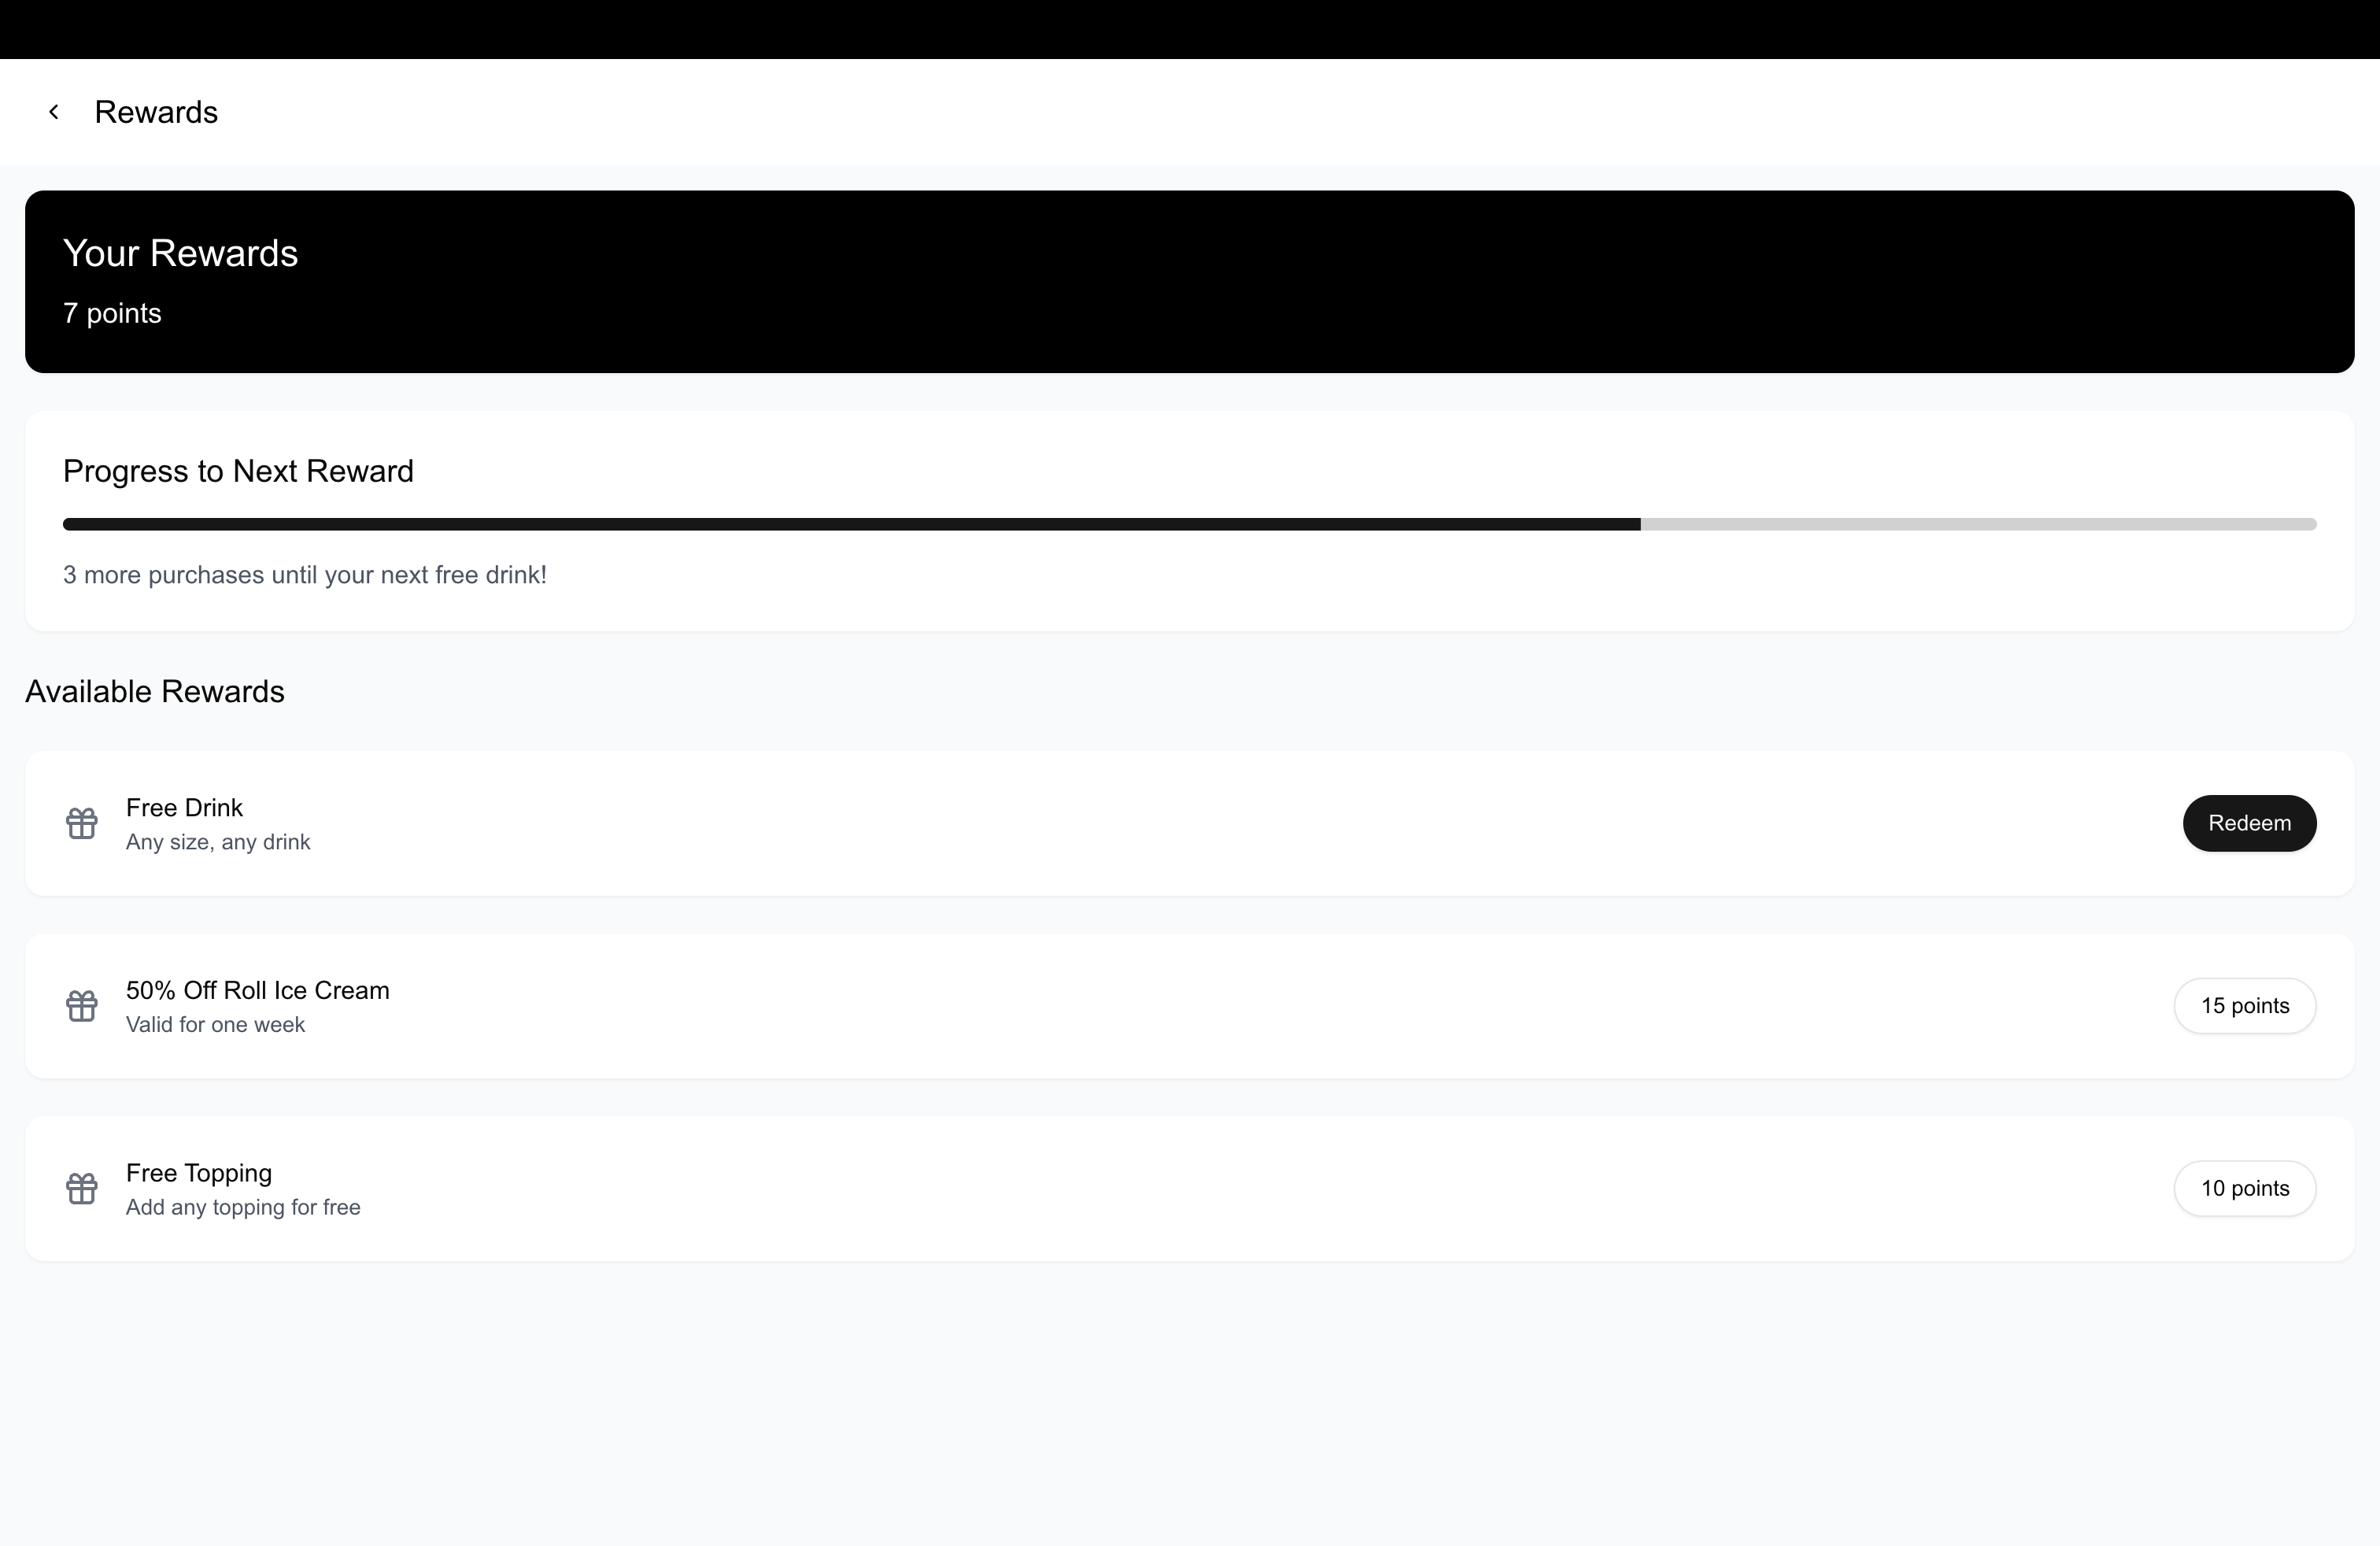 Rewards
Your Rewards
7 points
Progress to Next Reward
3 more purchases until your next free drink!
Available Rewards
Free Drink
Any size, any drink
Redeem
50% Off Roll Ice Cream
Valid for one week
15 points
Free Topping
Add any topping for free
10 points